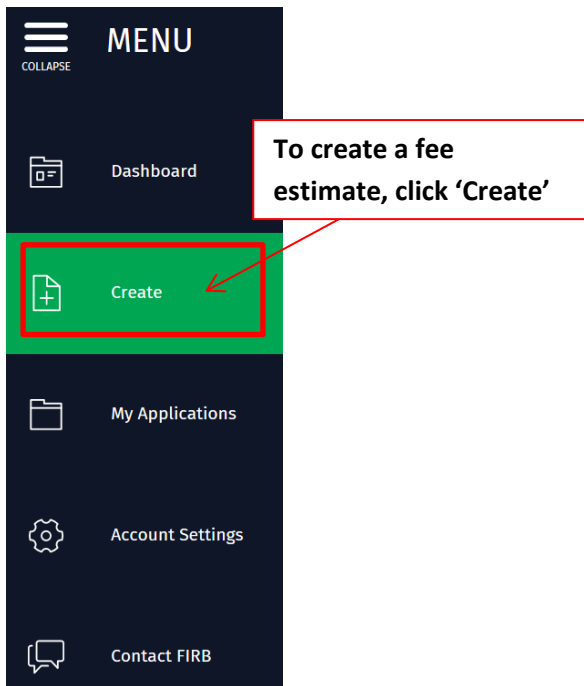 MENU
COLLAPSE
Dashboard
To create a fee
estimate, click ‘Create’
Create
My Applications
Account Settings
Contact FIRB